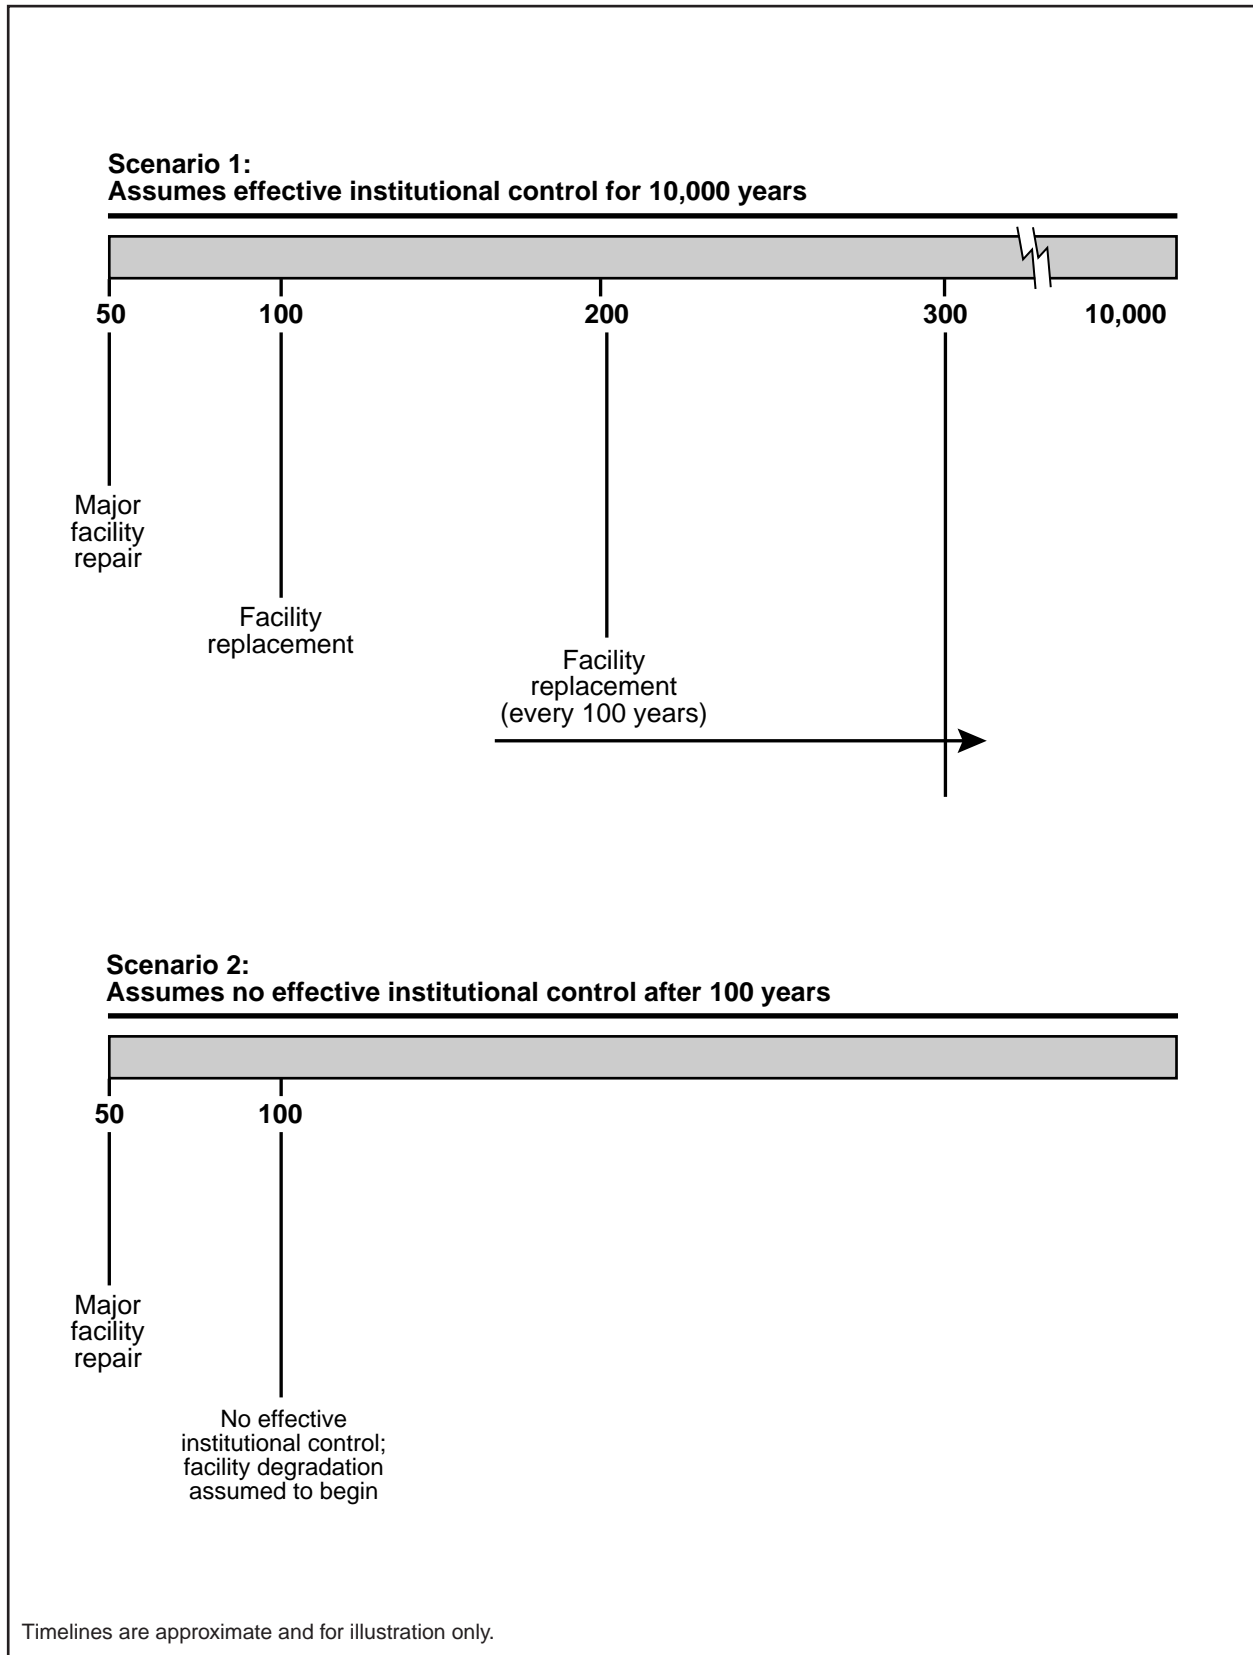 Scenario 1:
Assumes effective institutional control for 10,000 years
50 100 200 300 10,000
Major
facility
repair
Facility
replacement
Facility
replacement
(every 100 years)
Scenario 2:
Assumes no effective institutional control after 100 years
50 100
Major
facility
repair
No effective
institutional control;
facility degradation
assumed to begin
Timelines are approximate and for illustration only.